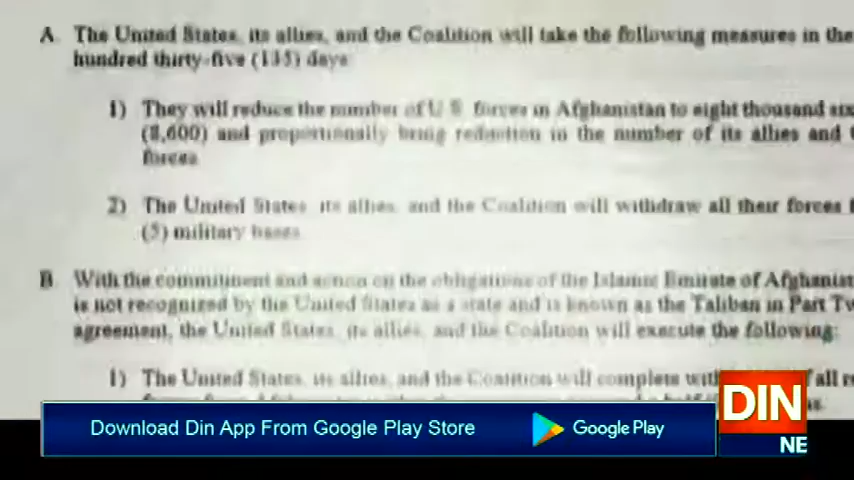 A. The United States, its allies, and the Coalition will take the following measures in the
hundred thirty-five (135) days
1) They will reduce the number of U.S. forces in Afghanistan to eight thousand six
(8,600) and proportionally bring reduction in the number of its allies and
forces
2) The United States, its allies, and the Coalition will withdraw all their forces
(5) military bases
B. With the commitment and action on the obligations of the Islamic Emirate of Afghanistan
is not recognized by the United States as a state and is known as the Taliban in Part Tw
agreement, the United States, its allies, and the Coalition will execute the following:
1) The United States, its allies, and the Coalition will complete with of all
Download Din App From Google Play Store
Google Play
DIN
NE